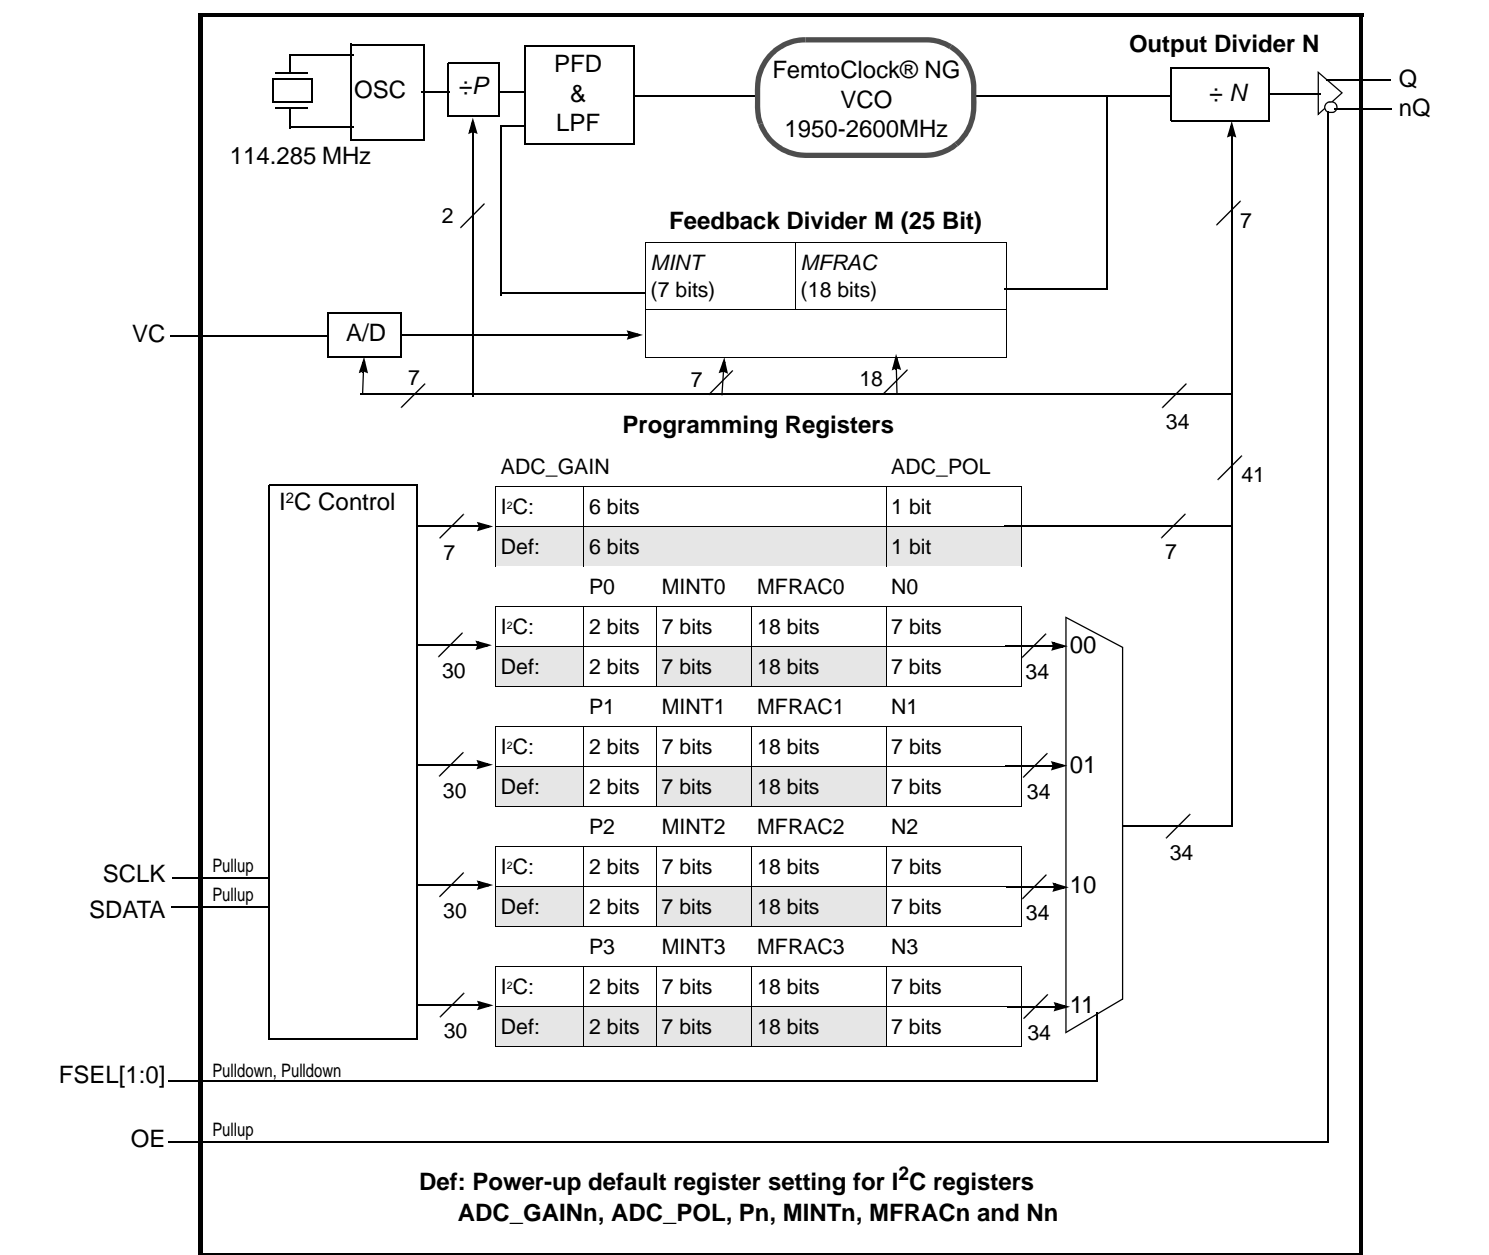 Output Divider N
OSC
÷P
PFD
&
LPF
FemtoClock® NG
VCO
1950-2600MHz
÷ N
Q
nQ
114.285 MHz
2
7
Feedback Divider M (25 Bit)
MINT
(7 bits)
MFRAC
(18 bits)
VC
A/D
7
7
18
34
Programming Registers
41
ADC_GAIN ADC_POL
I²C Control
I²C: 6 bits 1 bit
7
7
Def: 6 bits 1 bit
P0 MINT0 MFRAC0 N0
I²C: 2 bits 7 bits 18 bits 7 bits
00
30
34
Def: 2 bits 7 bits 18 bits 7 bits
P1 MINT1 MFRAC1 N1
I²C: 2 bits 7 bits 18 bits 7 bits
01
30
34
Def: 2 bits 7 bits 18 bits 7 bits
P2 MINT2 MFRAC2 N2
34
SCLK Pullup
SDATA Pullup
I²C: 2 bits 7 bits 18 bits 7 bits
10
30
34
Def: 2 bits 7 bits 18 bits 7 bits
P3 MINT3 MFRAC3 N3
I²C: 2 bits 7 bits 18 bits 7 bits
11
30
34
Def: 2 bits 7 bits 18 bits 7 bits
FSEL[1:0] Pulldown, Pulldown
OE Pullup
Def: Power-up default register setting for I²C registers
ADC_GAINn, ADC_POL, Pn, MINTn, MFRACn and Nn